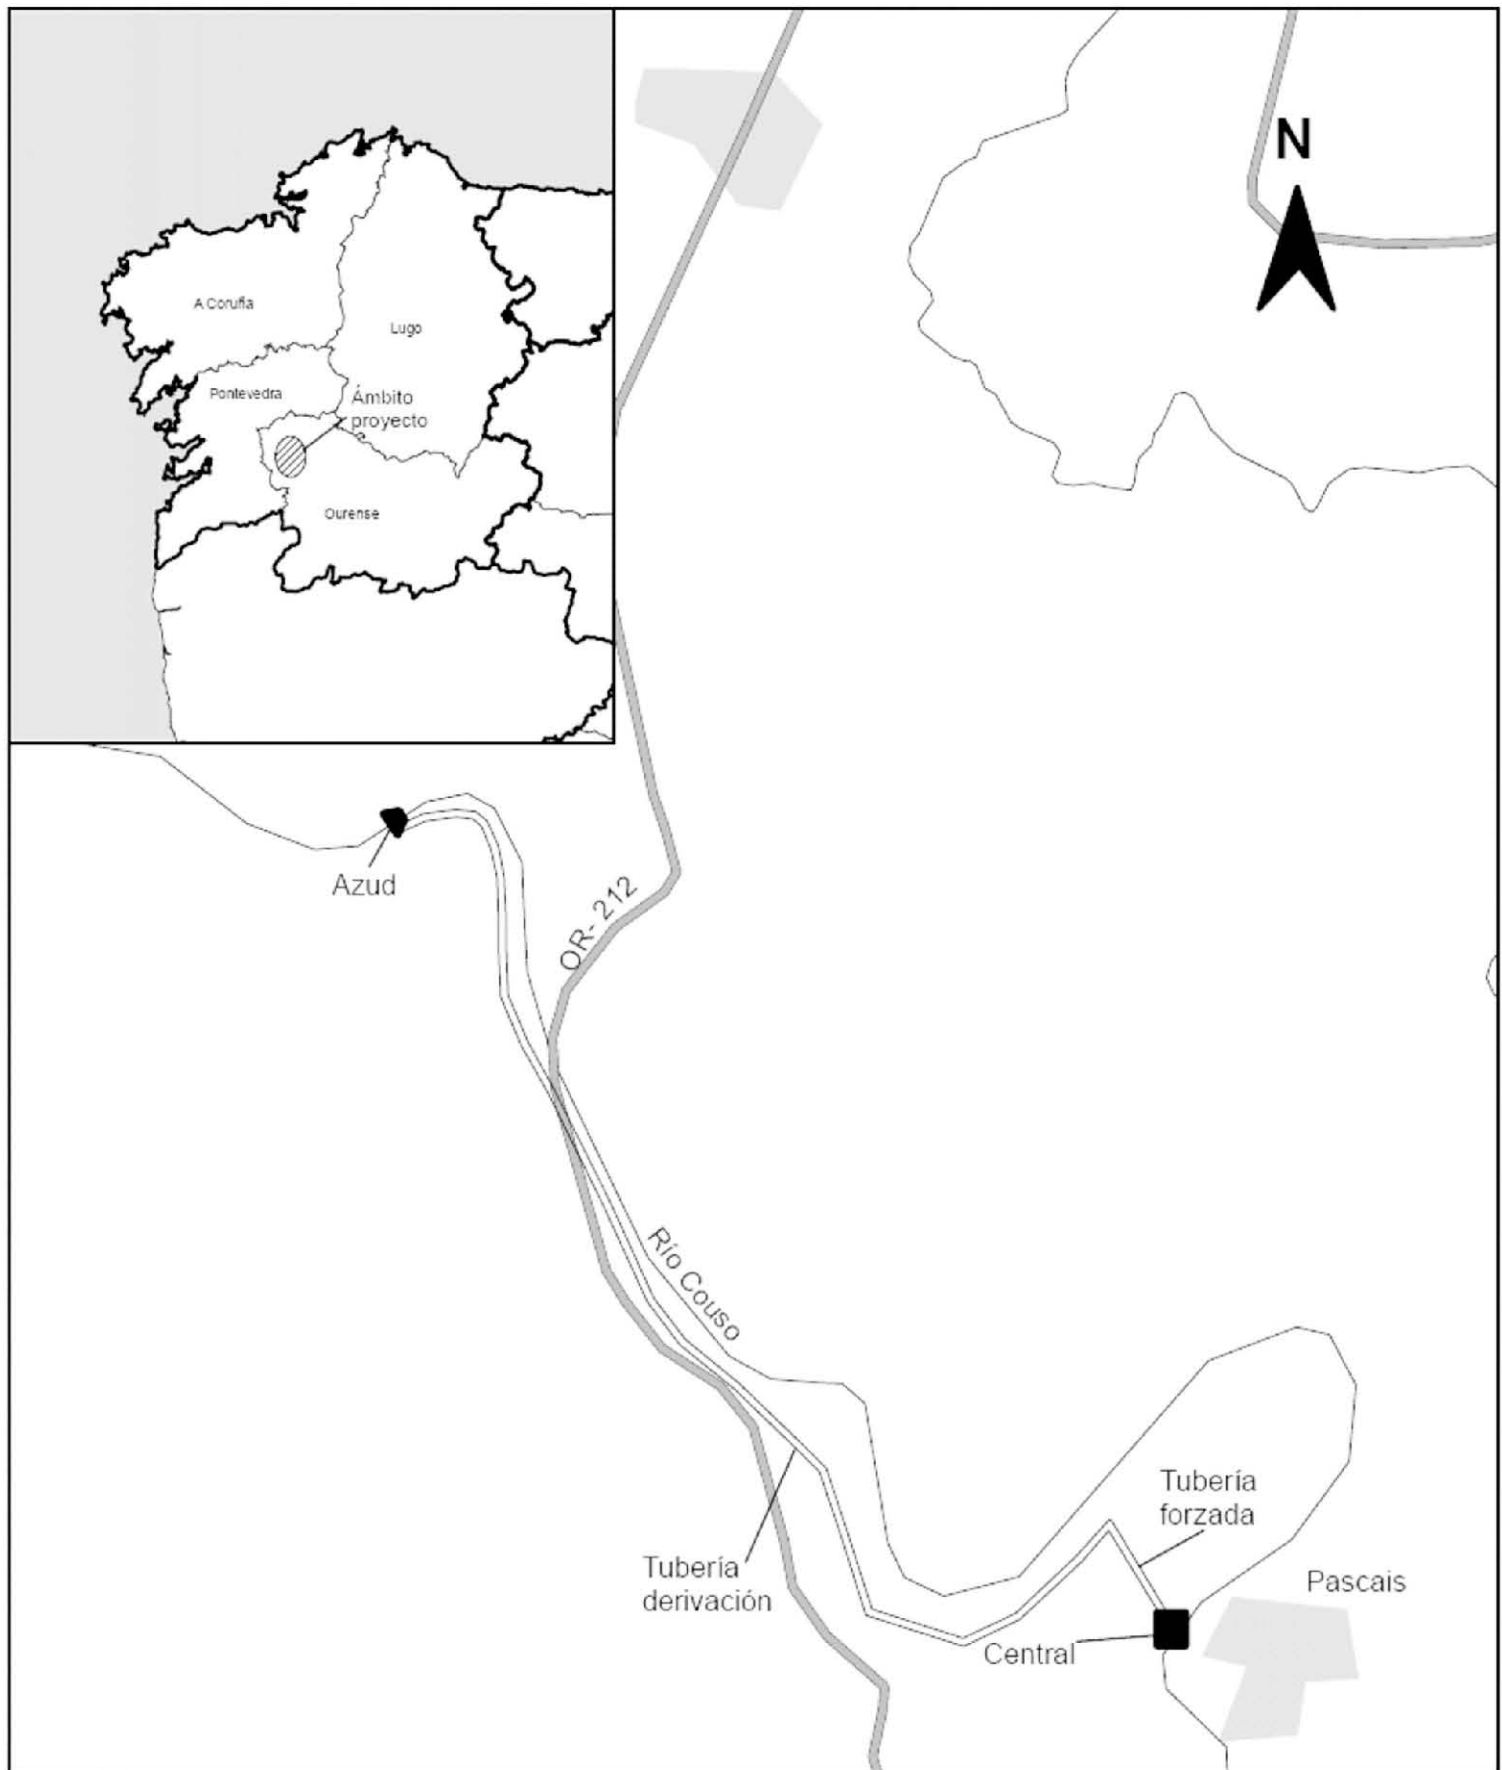 N
A Coruña
Lugo
Pontevedra
Ámbito
proyecto
Ourense
Azud
OR- 212
Río Couso
Tubería
forzada
Tubería
derivación
Pascais
Central